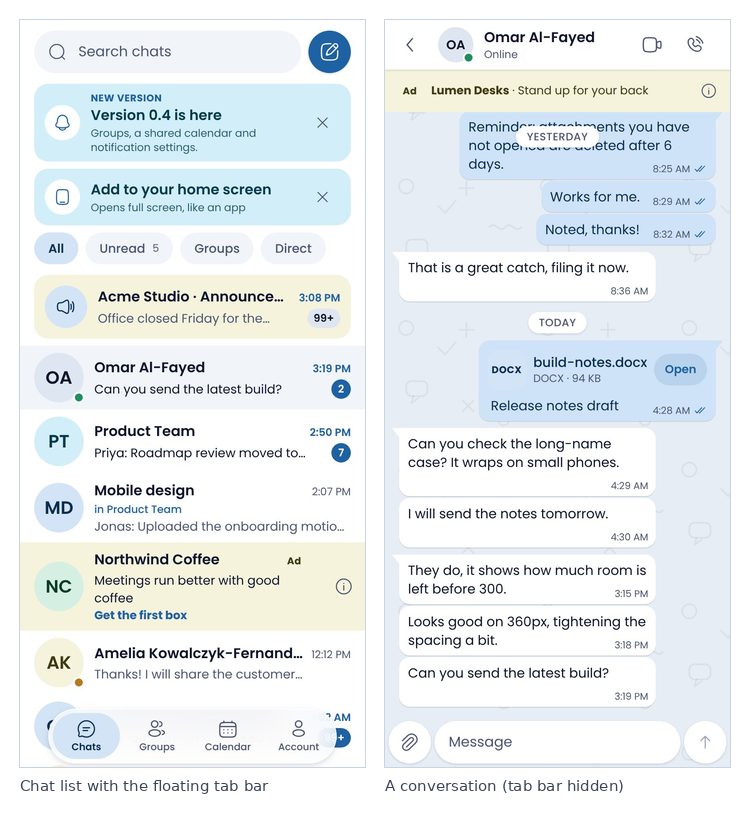 Search chats
NEW VERSION
Version 0.4 is here
Groups, a shared calendar and
notification settings.
Add to your home screen
Opens full screen, like an app
All
Unread 5
Groups
Direct
Acme Studio · Announce... 3:08 PM
Office closed Friday for the... 99+
OA
Omar Al-Fayed 3:19 PM
Can you send the latest build? 2
PT
Product Team 2:50 PM
Priya: Roadmap review moved to... 7
MD
Mobile design 2:07 PM
in Product Team
Jonas: Uploaded the onboarding motio...
NC
Northwind Coffee Ad
Meetings run better with good
coffee
Get the first box
AK
Amelia Kowalczyk-Fernand... 12:12 PM
Thanks! I will share the customer...
AM
Chats
Groups
Calendar
Account
Chat list with the floating tab bar
OA
Omar Al-Fayed
Online
Ad Lumen Desks · Stand up for your back
YESTERDAY
Reminder: attachments you have
not opened are deleted after 6
days.
8:25 AM
Works for me. 8:29 AM
Noted, thanks! 8:32 AM
That is a great catch, filing it now.
8:36 AM
TODAY
DOCX
build-notes.docx
DOCX · 94 KB
Open
Release notes draft 4:28 AM
Can you check the long-name
case? It wraps on small phones.
4:29 AM
I will send the notes tomorrow.
4:30 AM
They do, it shows how much room is
left before 300.
3:15 PM
Looks good on 360px, tightening the
spacing a bit.
3:18 PM
Can you send the latest build?
3:19 PM
Message
A conversation (tab bar hidden)